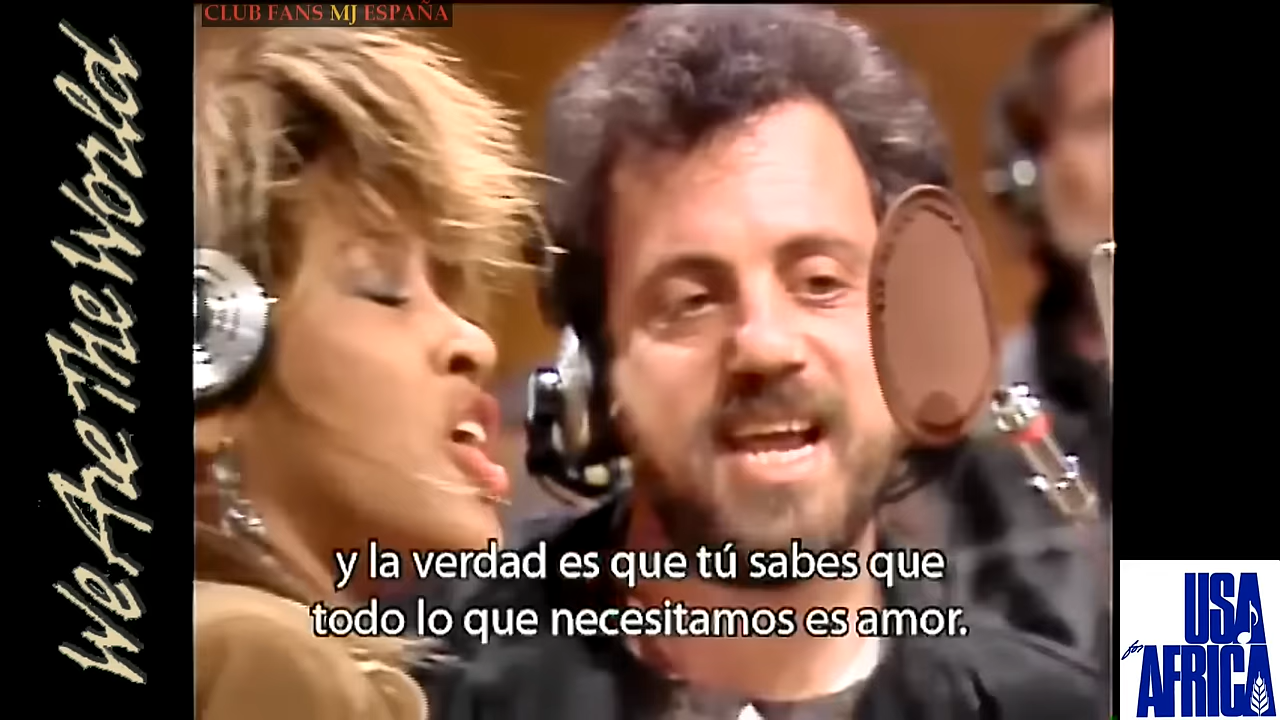 CLUB FANS MJ ESPAÑA
We Are The World
y la verdad es que tú sabes que
todo lo que necesitamos es amor.
USA
for
AFRICA